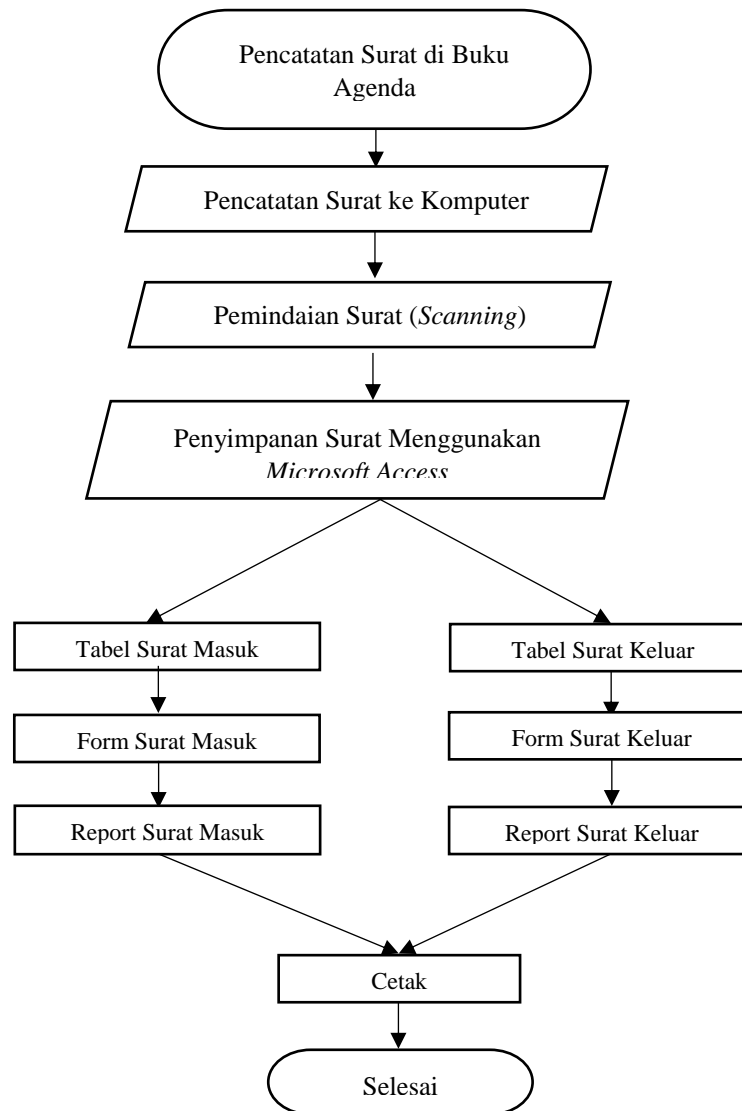 Pencatatan Surat di Buku
Agenda
Pencatatan Surat ke Komputer
Pemindaian Surat (Scanning)
Penyimpanan Surat Menggunakan
Microsoft Access
Tabel Surat Masuk
Tabel Surat Keluar
Form Surat Masuk
Form Surat Keluar
Report Surat Masuk
Report Surat Keluar
Cetak
Selesai